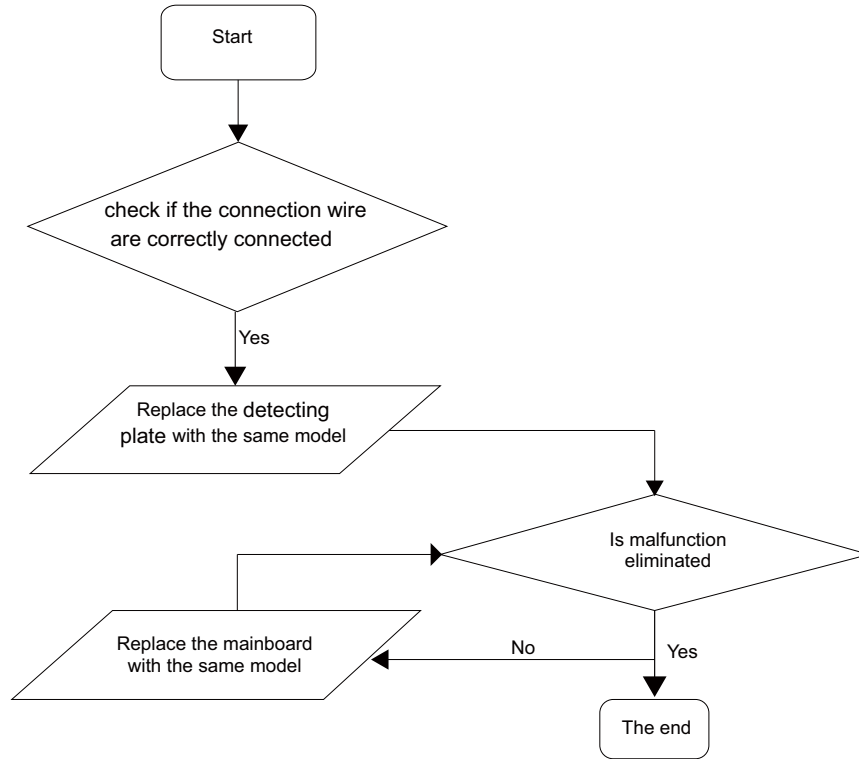 Start
check if the connection wire
are correctly connected
Yes
Replace the detecting
plate with the same model
Is malfunction
eliminated
Replace the mainboard
with the same model
No
Yes
The end